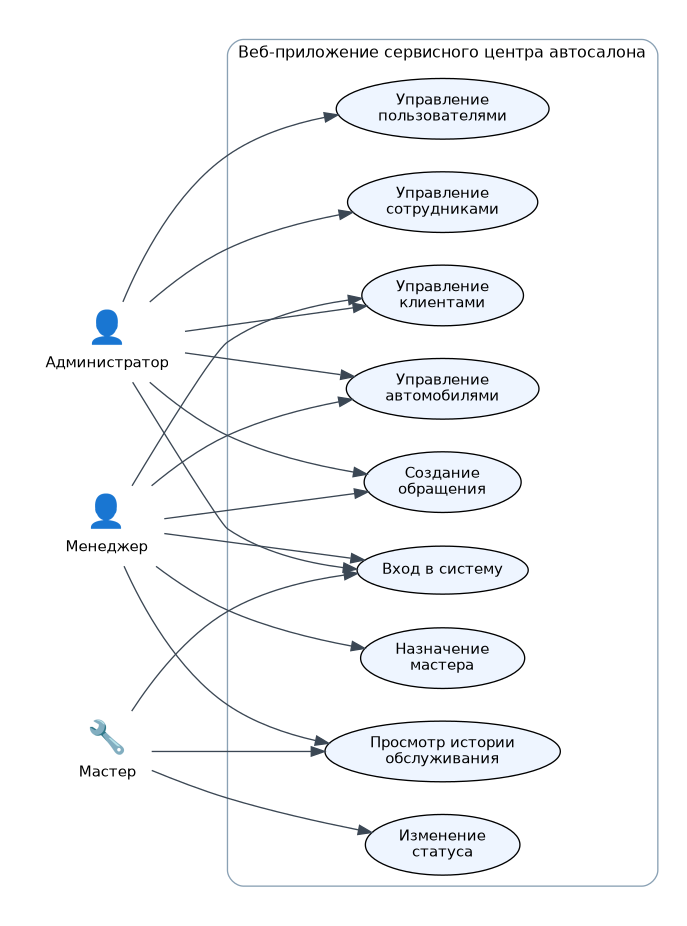 Веб-приложение сервисного центра автосалона
Управление
пользователями
Управление
сотрудниками
Управление
клиентами
Администратор
Управление
автомобилями
Создание
обращения
Менеджер
Вход в систему
Назначение
мастера
Просмотр истории
обслуживания
Мастер
Изменение
статуса